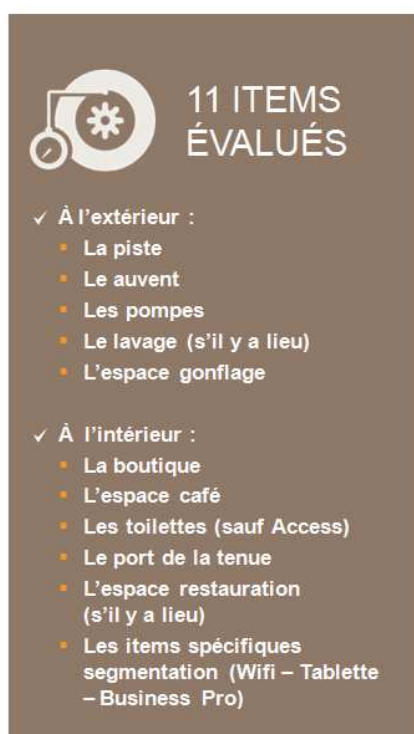 11 ITEMS
ÉVALUÉS
✓ À l'extérieur :
▪ La piste
▪ Le auvent
▪ Les pompes
▪ Le lavage (s'il y a lieu)
▪ L'espace gonflage
✓ À l'intérieur :
▪ La boutique
▪ L'espace café
▪ Les toilettes (sauf Access)
▪ Le port de la tenue
▪ L'espace restauration
(s'il y a lieu)
▪ Les items spécifiques
segmentation (Wifi – Tablette
– Business Pro)